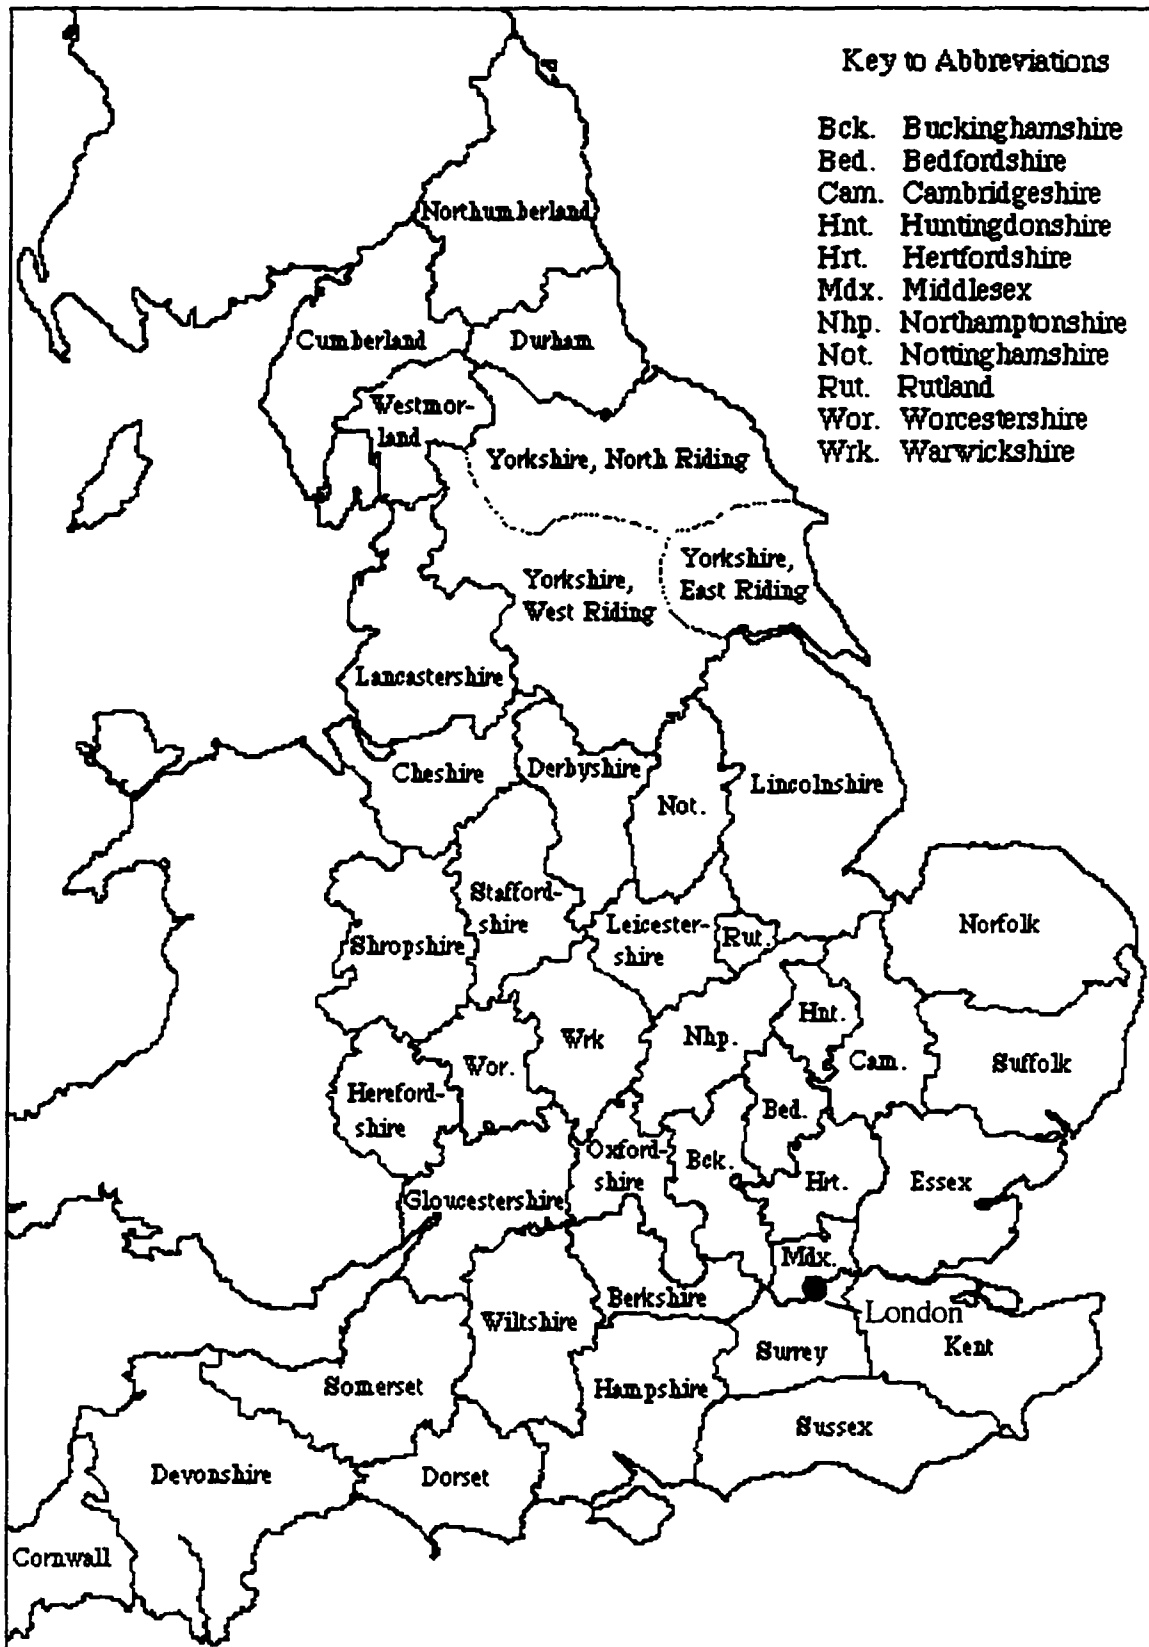 Key to Abbreviations
Bck. Buckinghamshire
Bed. Bedfordshire
Cam. Cambridgeshire
Hnt. Huntingdonshire
Hrt. Hertfordshire
Mdx. Middlesex
Nhp. Northamptonshire
Not. Nottinghamshire
Rut. Rutland
Wor. Worcestershire
Wrk. Warwickshire
Northumberland
Cumberland
Durham
Westmor-
land
Yorkshire, North Riding
Yorkshire,
East Riding
Yorkshire,
West Riding
Lancastershire
Cheshire
Derbyshire
Not.
Lincolnshire
Stafford-
shire
Shropshire
Leicester-
shire
Rut.
Norfolk
Hnt.
Nhp.
Wrk
Wor.
Cam.
Suffolk
Hereford-
shire
Bed.
Oxford-
shire
Bck.
Hrt.
Essex
Gloucestershire
Mdx.
Berkshire
London
Wiltshire
Surrey
Kent
Somerset
Hampshire
Sussex
Devonshire
Dorset
Cornwall